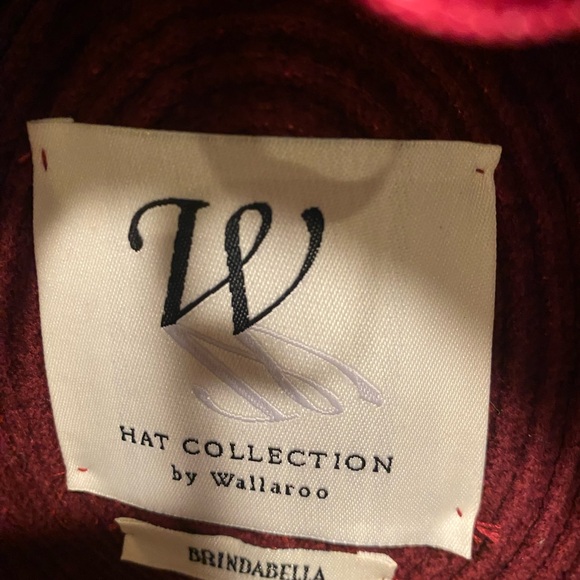 W
HAT COLLECTION
by Wallaroo
BRINDABELLA